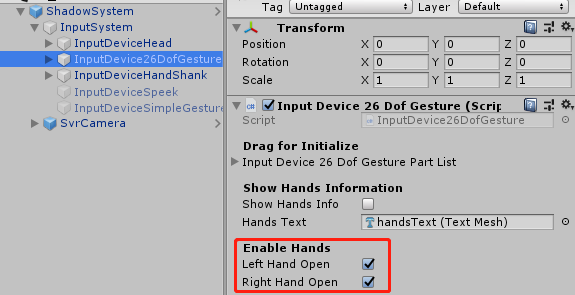 ShadowSystem
InputSystem
InputDeviceHead
InputDevice26DofGesture
InputDeviceHandShank
InputDeviceSpeek
InputDeviceSimpleGesture
SvrCamera
Tag Untagged Layer Default
Transform
Position X 0 Y 0 Z 0
Rotation X 0 Y 0 Z 0
Scale X 1 Y 1 Z 1
Input Device 26 Dof Gesture (Scrip
Script InputDevice26DofGesture
Drag for Initialize
Input Device 26 Dof Gesture Part List
Show Hands Information
Show Hands Info
Hands Text handsText (Text Mesh)
Enable Hands
Left Hand Open
Right Hand Open